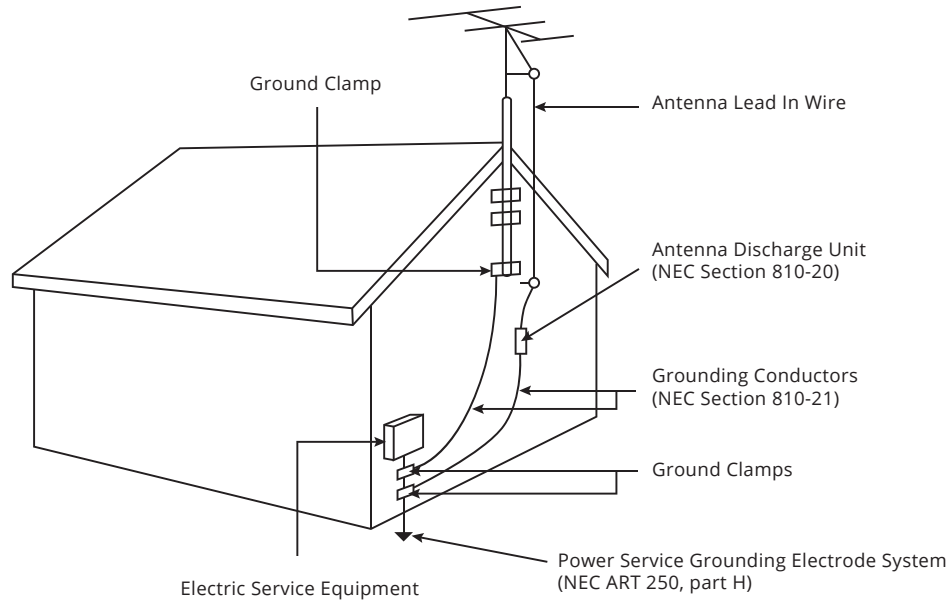 Ground Clamp
Antenna Lead In Wire
Antenna Discharge Unit
(NEC Section 810-20)
Grounding Conductors
(NEC Section 810-21)
Ground Clamps
Power Service Grounding Electrode System
(NEC ART 250, part H)
Electric Service Equipment